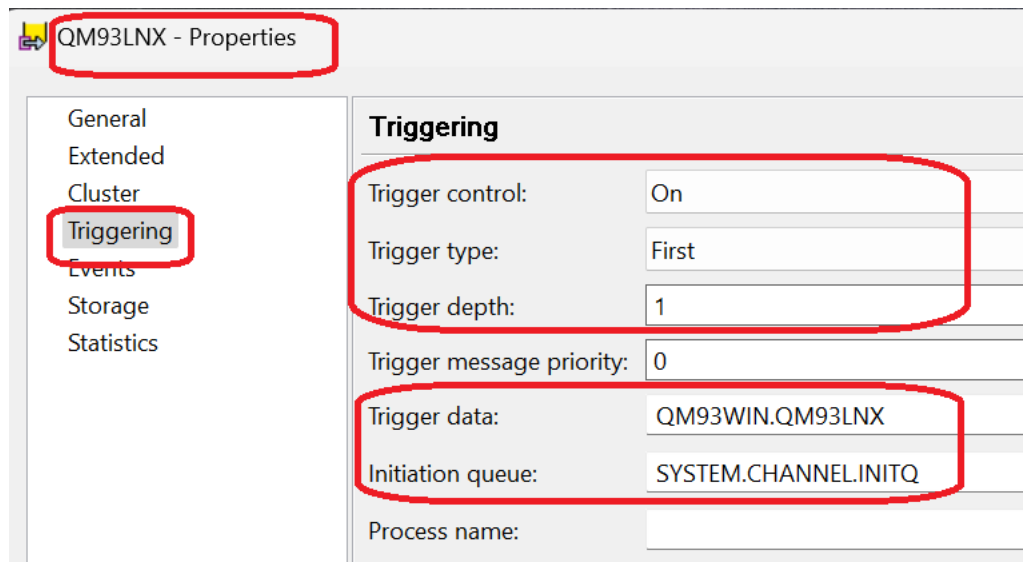 QM93LNX - Properties
General
Extended
Cluster
Triggering
Events
Storage
Statistics
Triggering
Trigger control: On
Trigger type: First
Trigger depth: 1
Trigger message priority: 0
Trigger data: QM93WIN.QM93LNX
Initiation queue: SYSTEM.CHANNEL.INITQ
Process name: